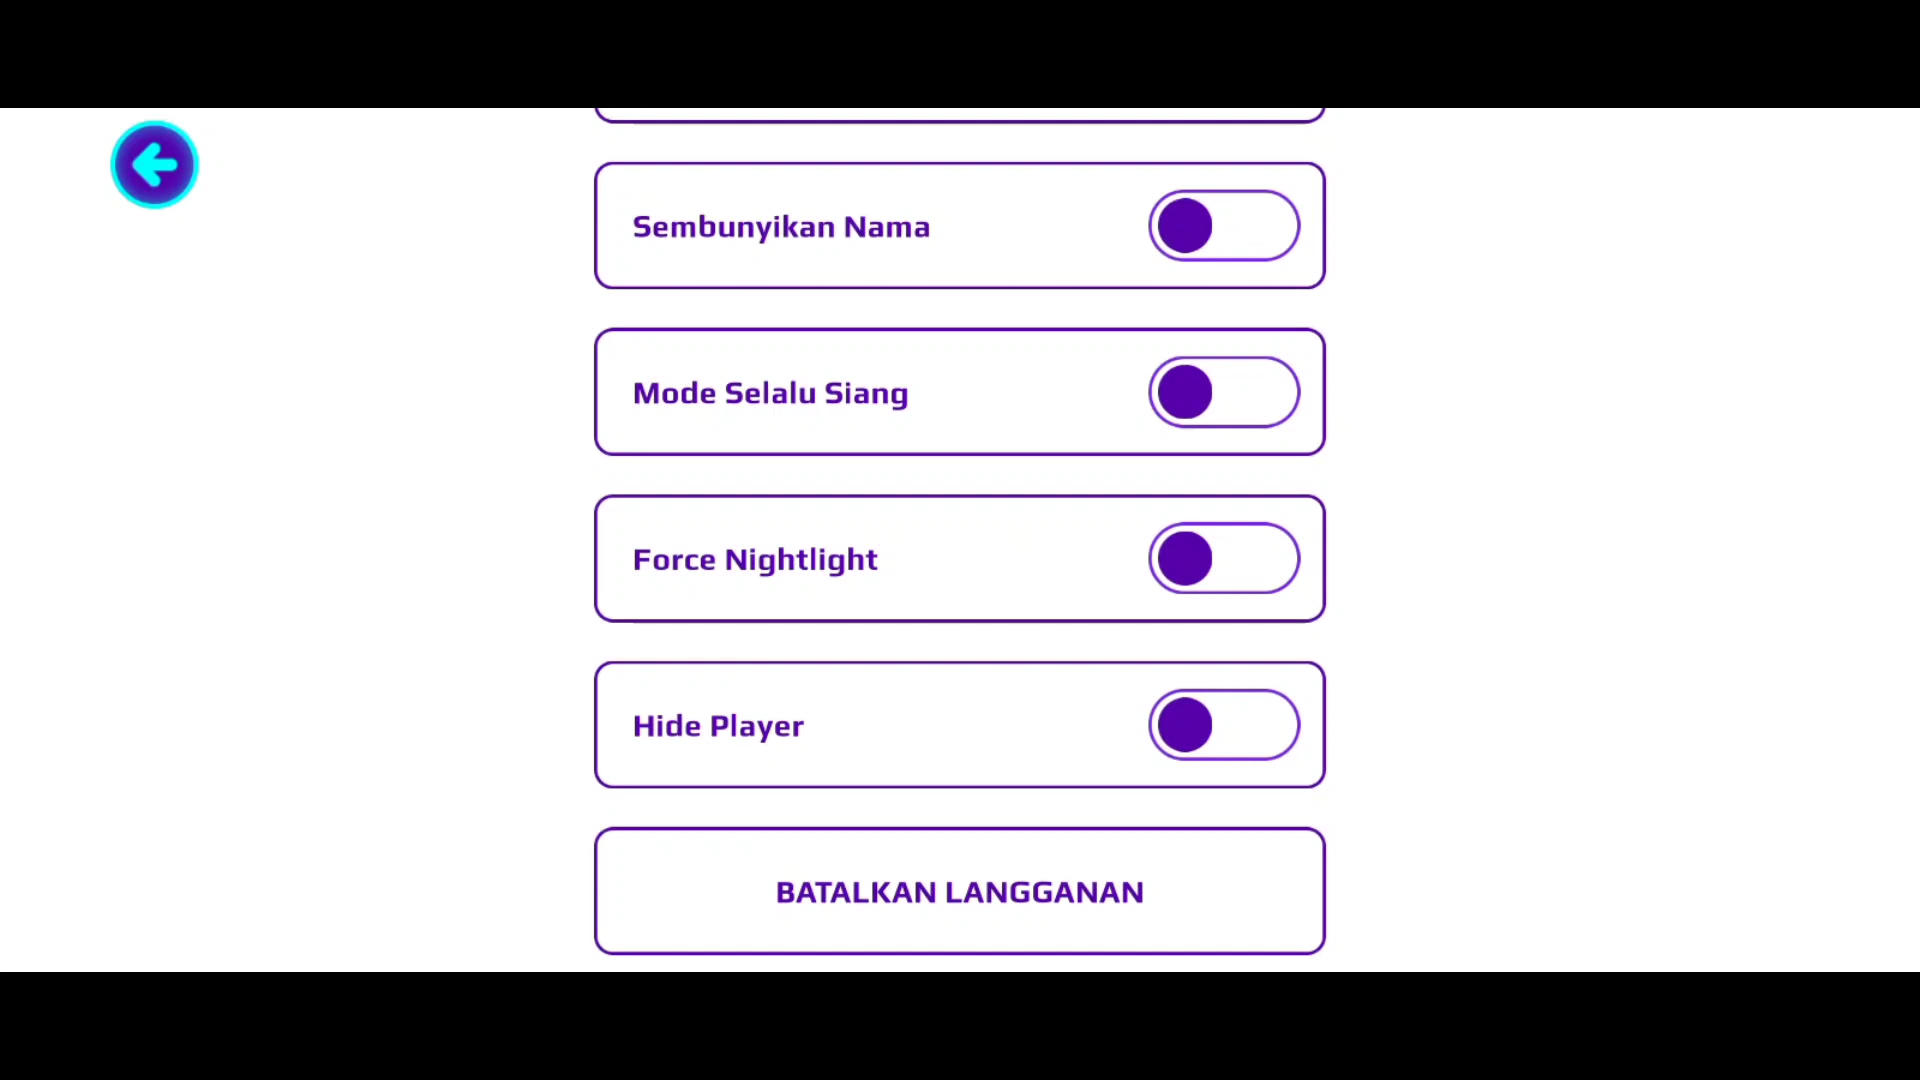 Sembunyikan Nama
Mode Selalu Siang
Force Nightlight
Hide Player
BATALKAN LANGGANAN